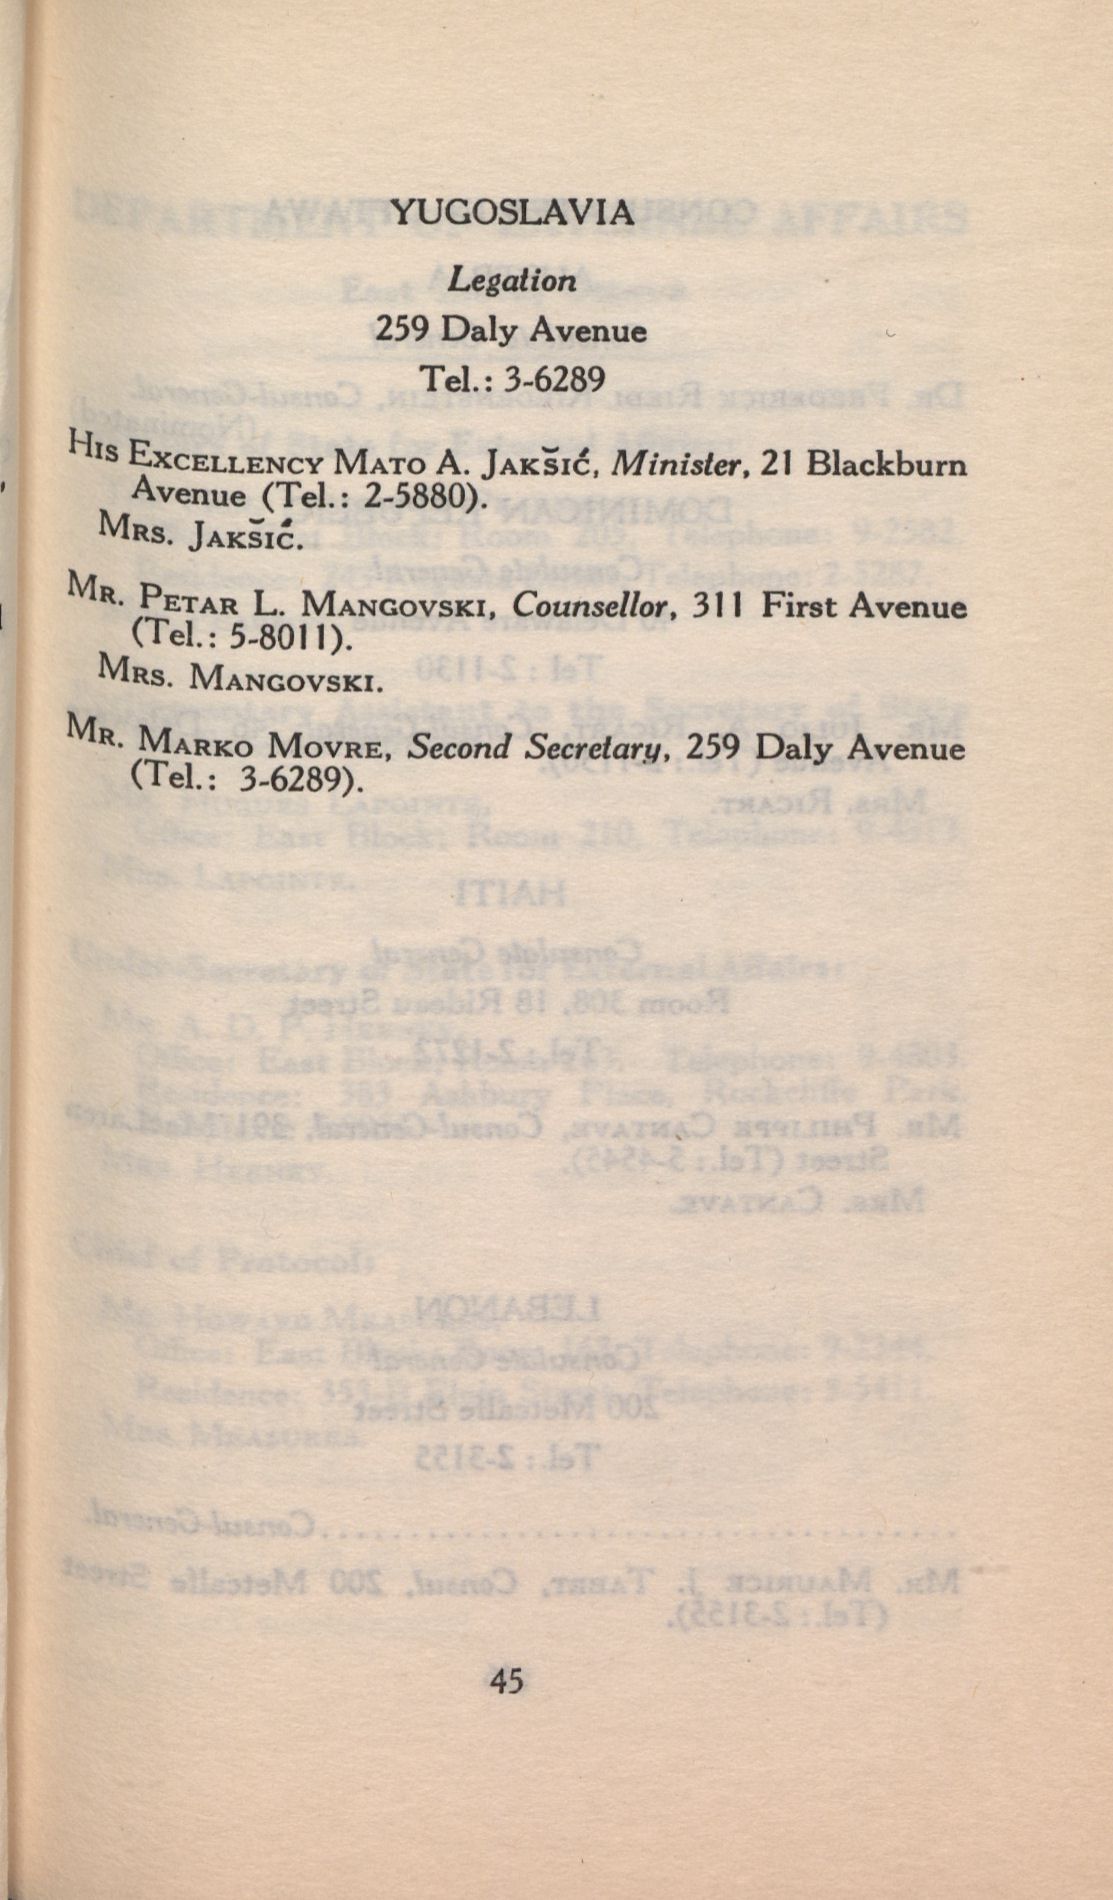 YUGOSLAVIA
Legation
259 Daly Avenue
Tel.: 3-6289
HIS EXCELLENCY MATO A. JAKŠIĆ, Minister, 21 Blackburn
Avenue (Tel.: 2-5880).
MRS. JAKŠIĆ.
MR. PETAR L. MANGOVSKI, Counsellor, 311 First Avenue
(Tel.: 5-8011).
MRS. MANGOVSKI.
MR. MARKO MOVRE, Second Secretary, 259 Daly Avenue
(Tel.: 3-6289).
45